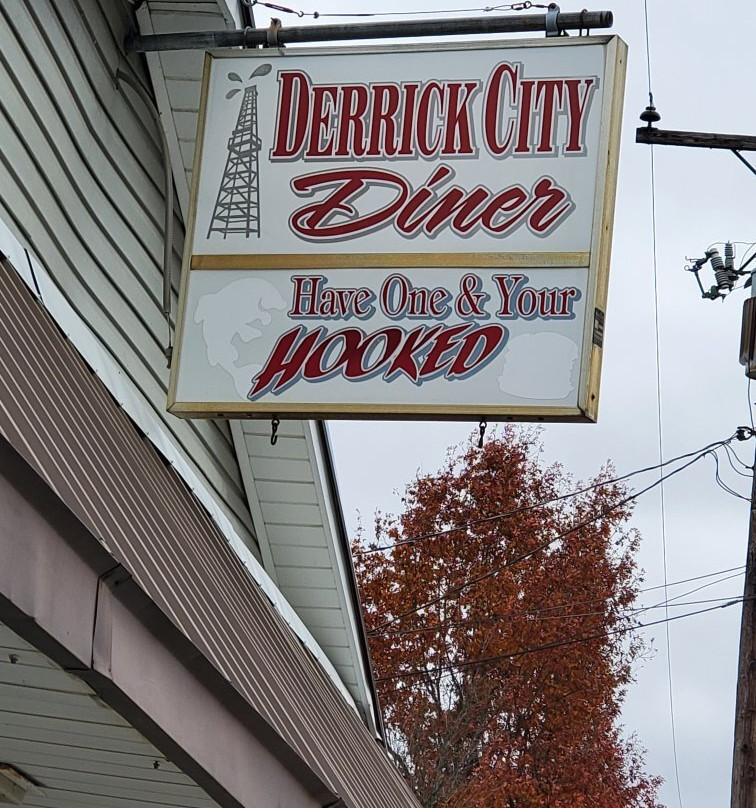 DERRICK CITY
Diner
Have One & Your
HOOKED